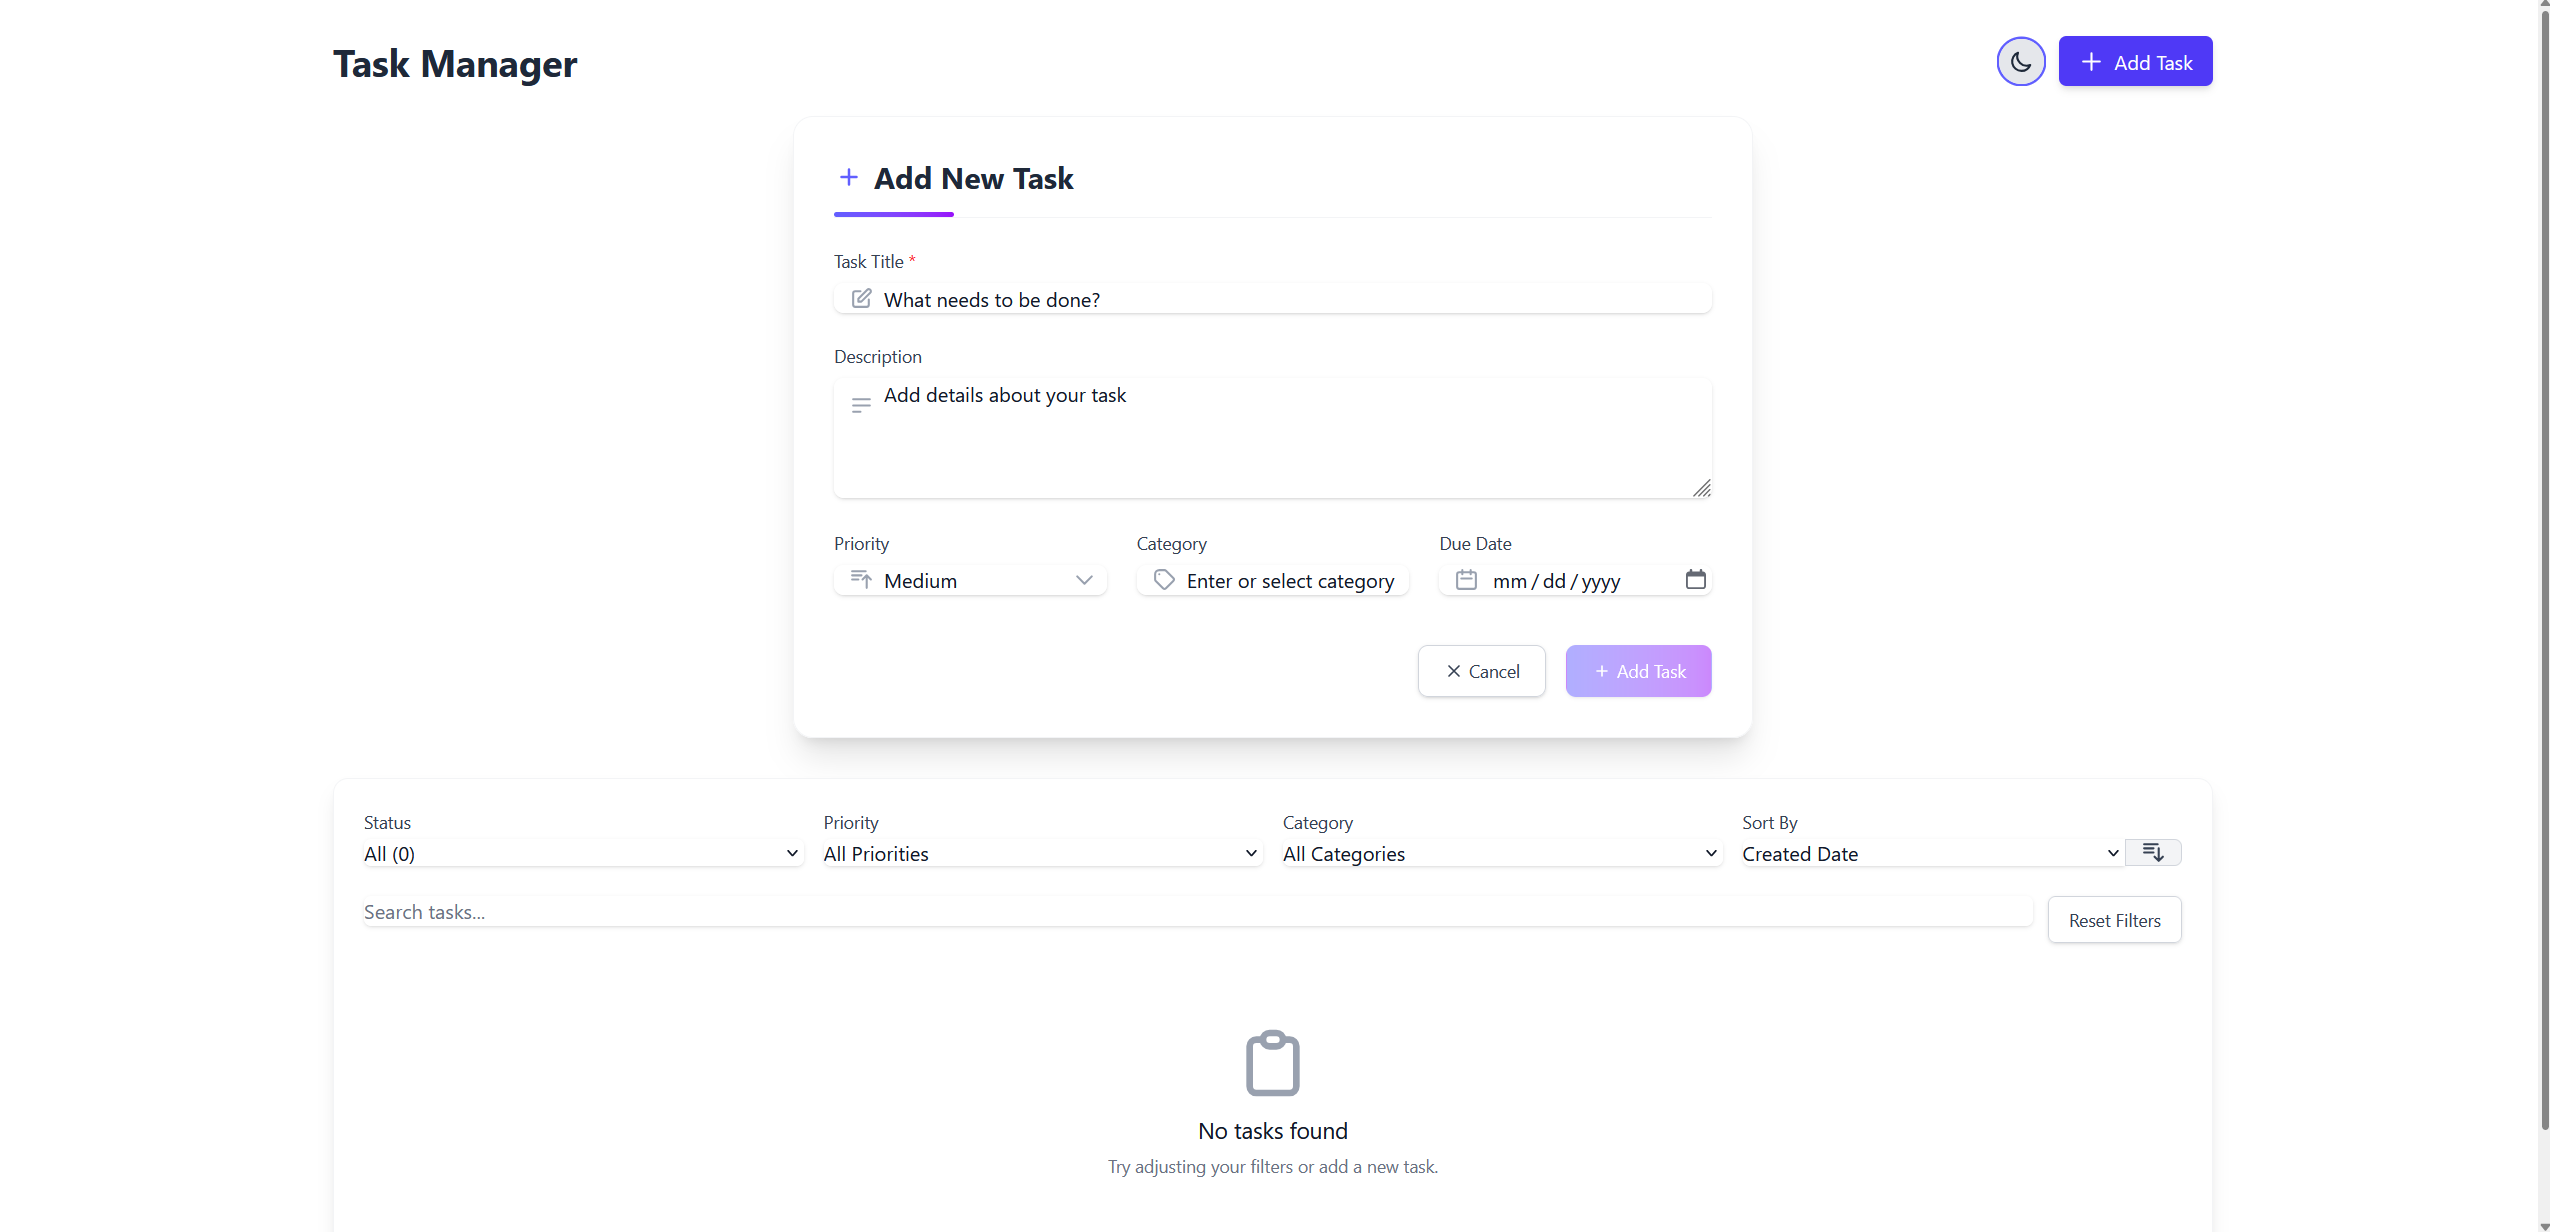 Task Manager
Add Task
Add New Task
Task Title *
What needs to be done?
Description
Add details about your task
Priority Category Due Date
Medium Enter or select category mm/dd/yyyy
Cancel Add Task
Status Priority Category Sort By
All (0) All Priorities All Categories Created Date
Search tasks...
Reset Filters
No tasks found
Try adjusting your filters or add a new task.